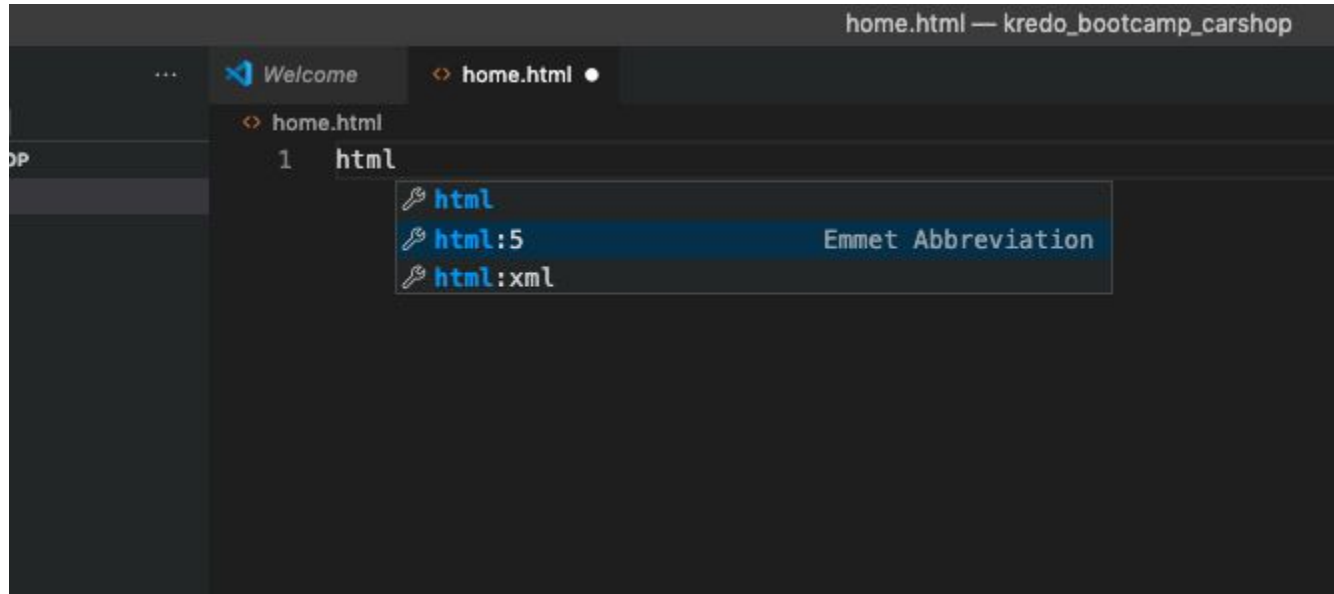 home.html — kredo_bootcamp_carshop
... Welcome home.html
home.html
OP
1 html
html
html:5 Emmet Abbreviation
html:xml